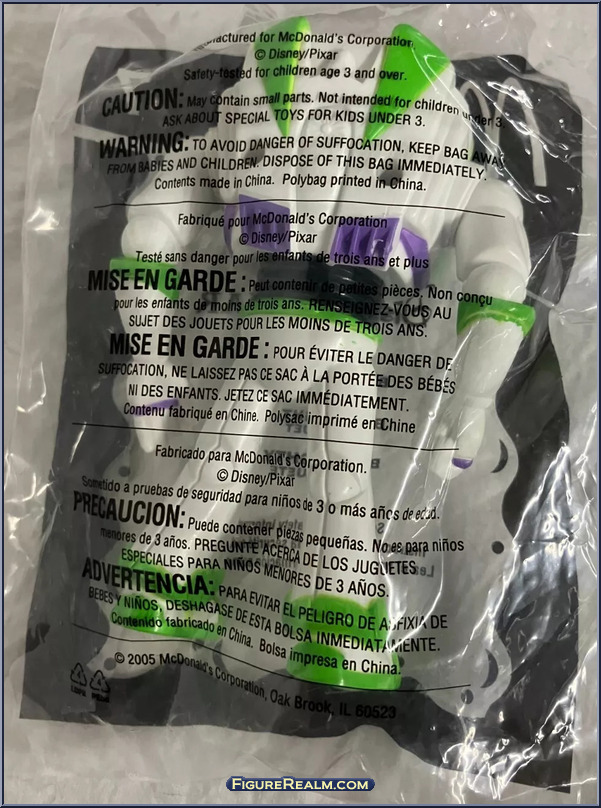 Manufactured for McDonald's Corporation.
© Disney/Pixar
Safety-tested for children age 3 and over.
CAUTION: May contain small parts. Not intended for children under 3.
ASK ABOUT SPECIAL TOYS FOR KIDS UNDER 3.
WARNING: TO AVOID DANGER OF SUFFOCATION, KEEP BAG AWAY
FROM BABIES AND CHILDREN. DISPOSE OF THIS BAG IMMEDIATELY.
Contents made in China. Polybag printed in China.
Fabriqué pour McDonald's Corporation
© Disney/Pixar
Testé sans danger pour les enfants de trois ans et plus
MISE EN GARDE : Peut contenir de petites pièces. Non conçu
pour les enfants de moins de trois ans. RENSEIGNEZ-VOUS AU
SUJET DES JOUETS POUR LES MOINS DE TROIS ANS.
MISE EN GARDE : POUR ÉVITER LE DANGER DE
SUFFOCATION, NE LAISSEZ PAS CE SAC À LA PORTÉE DES BÉBÉS
NI DES ENFANTS. JETEZ CE SAC IMMÉDIATEMENT.
Contenu fabriqué en Chine. Polysac imprimé en Chine
Fabricado para McDonald's Corporation.
© Disney/Pixar
Sometido a pruebas de seguridad para niños de 3 o más años de edad.
PRECAUCION: Puede contener piezas pequeñas. No es para niños
menores de 3 años. PREGUNTE ACERCA DE LOS JUGUETES
ESPECIALES PARA NIÑOS MENORES DE 3 AÑOS.
ADVERTENCIA: PARA EVITAR EL PELIGRO DE ASFIXIA DE
BEBES Y NIÑOS, DESHAGASE DE ESTA BOLSA INMEDIATAMENTE.
Contenido fabricado en China. Bolsa impresa en China.
© 2005 McDonald's Corporation, Oak Brook, IL 60523
FIGUREREALM.COM